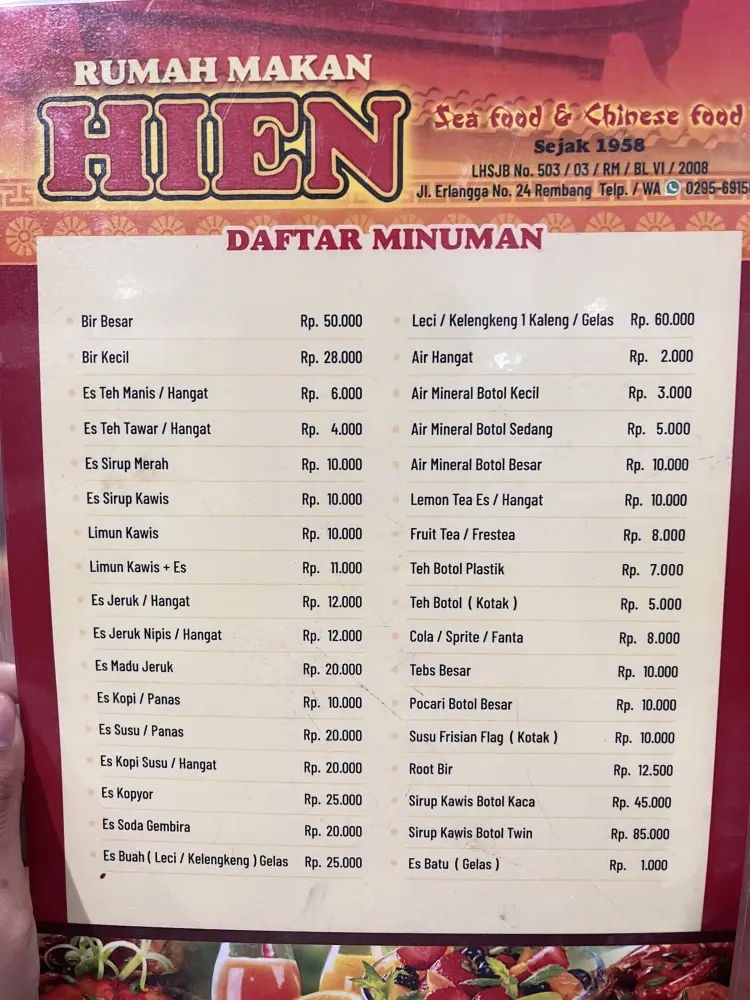 RUMAH MAKAN
HIEN
Sea food & Chinese food
Sejak 1958
LHSJB No. 503 / 03 / RM / BL VI / 2008
Jl. Erlangga No. 24 Rembang Telp. / WA 0295-6915
DAFTAR MINUMAN
Bir Besar Rp. 50.000
Bir Kecil Rp. 28.000
Es Teh Manis / Hangat Rp. 6.000
Es Teh Tawar / Hangat Rp. 4.000
Es Sirup Merah Rp. 10.000
Es Sirup Kawis Rp. 10.000
Limun Kawis Rp. 10.000
Limun Kawis + Es Rp. 11.000
Es Jeruk / Hangat Rp. 12.000
Es Jeruk Nipis / Hangat Rp. 12.000
Es Madu Jeruk Rp. 20.000
Es Kopi / Panas Rp. 10.000
Es Susu / Panas Rp. 20.000
Es Kopi Susu / Hangat Rp. 20.000
Es Kopyor Rp. 25.000
Es Soda Gembira Rp. 20.000
Es Buah ( Leci / Kelengkeng ) Gelas Rp. 25.000
Leci / Kelengkeng 1 Kaleng / Gelas Rp. 60.000
Air Hangat Rp. 2.000
Air Mineral Botol Kecil Rp. 3.000
Air Mineral Botol Sedang Rp. 5.000
Air Mineral Botol Besar Rp. 10.000
Lemon Tea Es / Hangat Rp. 10.000
Fruit Tea / Frestea Rp. 8.000
Teh Botol Plastik Rp. 7.000
Teh Botol ( Kotak ) Rp. 5.000
Cola / Sprite / Fanta Rp. 8.000
Tebs Besar Rp. 10.000
Pocari Botol Besar Rp. 10.000
Susu Frisian Flag ( Kotak ) Rp. 10.000
Root Bir Rp. 12.500
Sirup Kawis Botol Kaca Rp. 45.000
Sirup Kawis Botol Twin Rp. 85.000
Es Batu ( Gelas ) Rp. 1.000